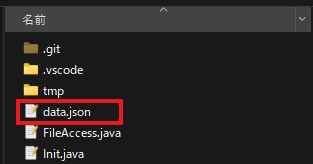 名前
.git
.vscode
tmp
data.json
FileAccess.java
Init.java